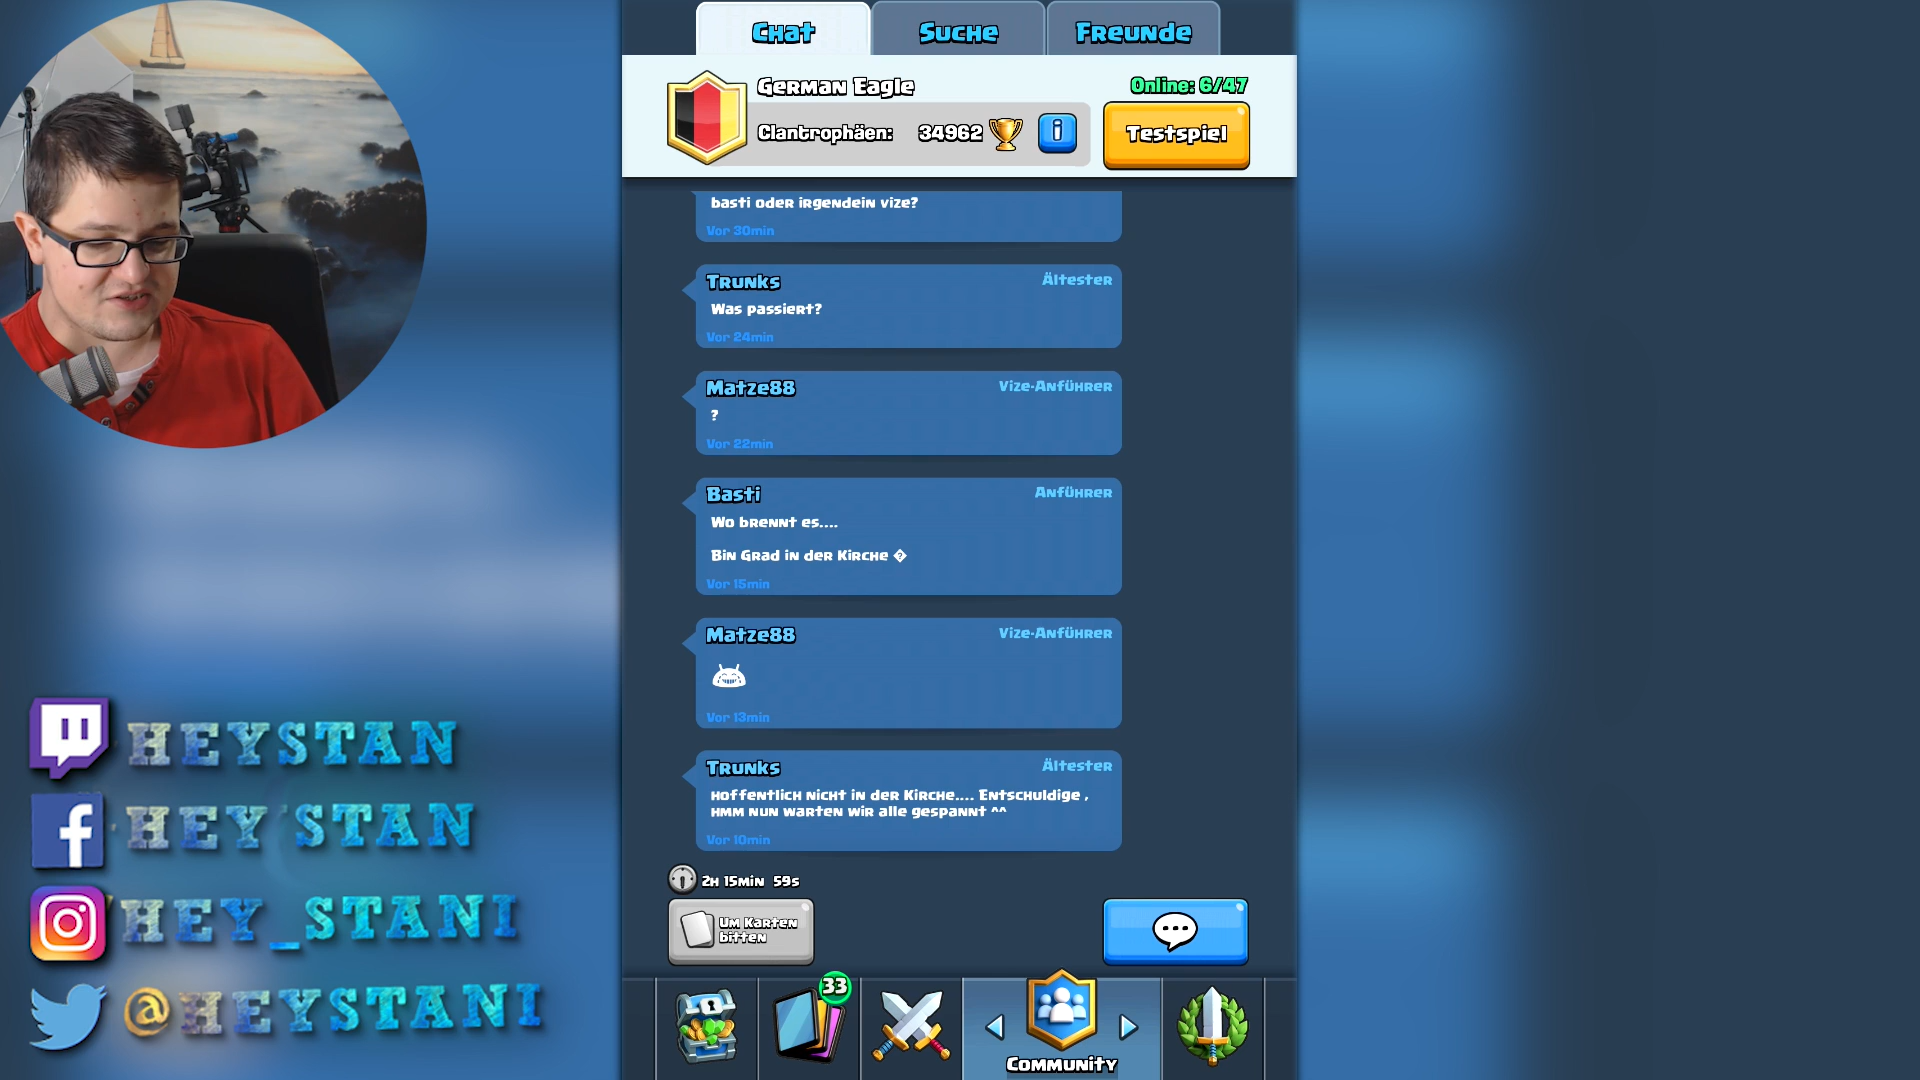 Chat
Suche
Freunde
German Eagle
Online: 6/47
Clantrophäen: 34962
i
Testspiel
basti oder irgendein vize?
Vor 30min
Trunks
Ältester
Was passiert?
Vor 24min
Matze88
Vize-Anführer
?
Vor 22min
Basti
Anführer
Wo brennt es....
Bin Grad in der Kirche �
Vor 15min
Matze88
Vize-Anführer
Vor 13min
Trunks
Ältester
Hoffentlich nicht in der Kirche.... Entschuldige ,
hmm nun warten wir alle gespannt ^^
Vor 10min
2h 15min 59s
Um Karten
bitten
33
Community
HEYSTAN
HEY STAN
HEY_STANI
@HEYSTANI